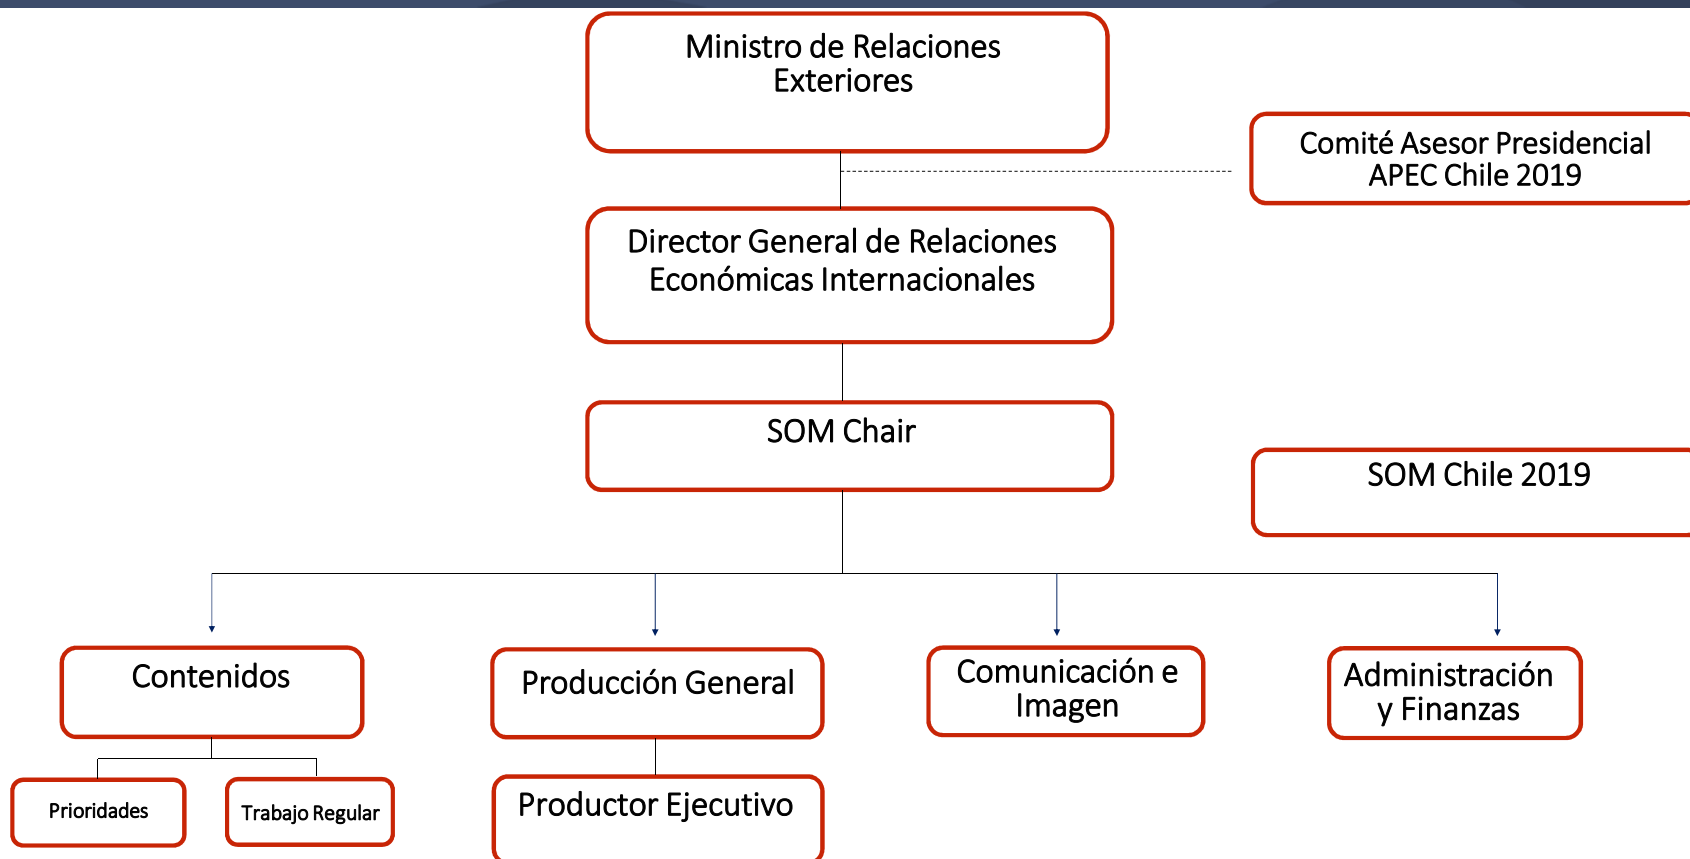 Ministro de Relaciones
Exteriores
Comité Asesor Presidencial
APEC Chile 2019
Director General de Relaciones
Económicas Internacionales
SOM Chair
SOM Chile 2019
Contenidos
Producción General
Comunicación e
Imagen
Administración
y Finanzas
Prioridades
Trabajo Regular
Productor Ejecutivo